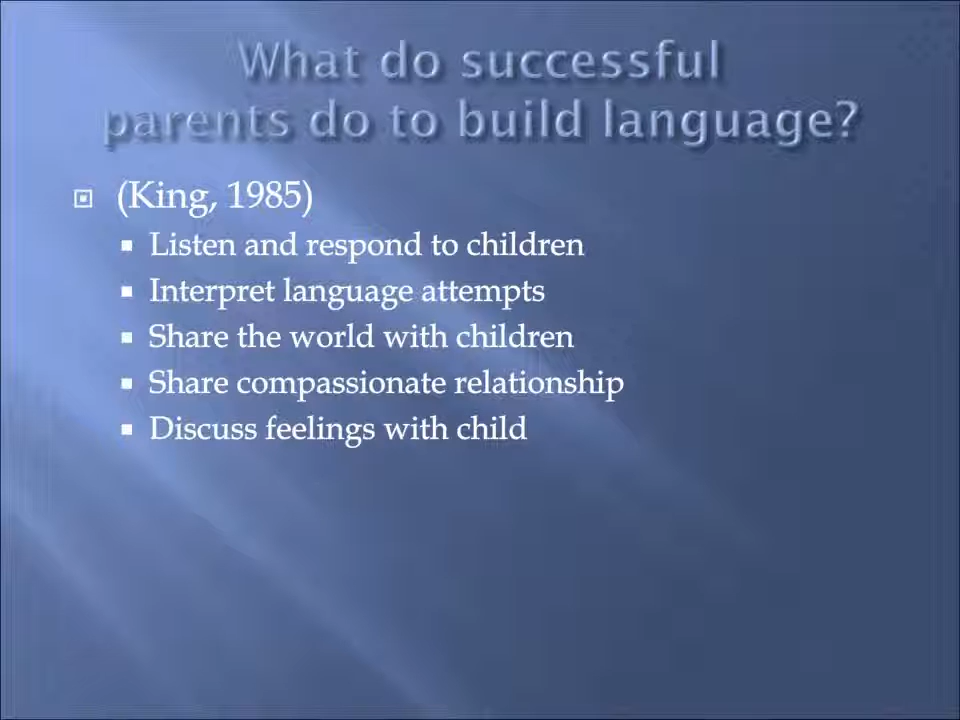 What do successful
parents do to build language?
(King, 1985)
Listen and respond to children
Interpret language attempts
Share the world with children
Share compassionate relationship
Discuss feelings with child